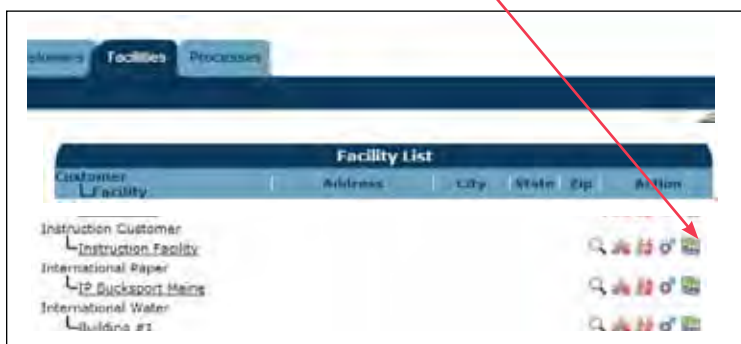 Facilities Processes
Facility List
Customer
Facility
Address City State Zip Action
Instruction Customer
Instruction Facility
International Paper
IP Bucksport Maine
International Water
Building #1